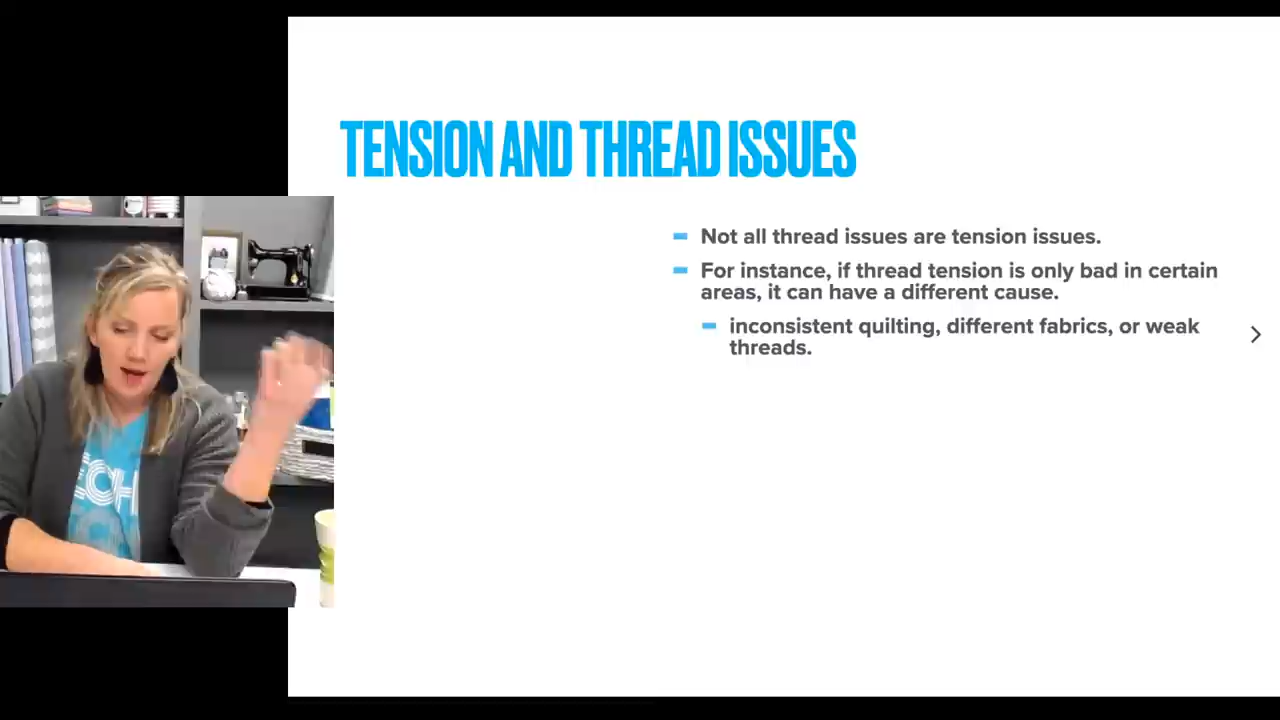 TENSION AND THREAD ISSUES
Not all thread issues are tension issues.
For instance, if thread tension is only bad in certain
areas, it can have a different cause.
inconsistent quilting, different fabrics, or weak
threads.
ECH